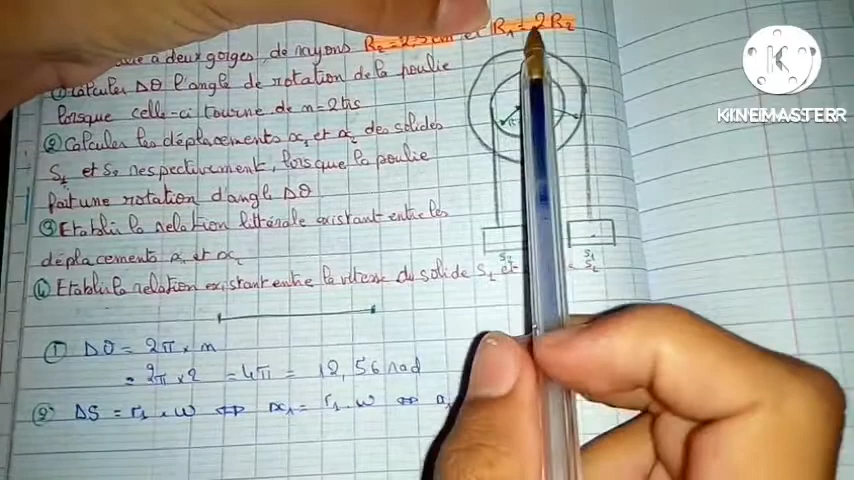 à deux gorges, de rayons R₂ = 2,5 cm et R₁ = 2R₂
① Calculer Δθ l'angle de rotation de la poulie
lorsque celle-ci tourne de n = 2 trs
② Calculer les déplacements x₁ et x₂ des solides
S₁ et S₂ respectivement, lorsque la poulie
fait une rotation d'angle Δθ
③ Etablir la relation littérale existant entre les
déplacements x₁ et x₂
④ Etablir la relation existant entre la vitesse du solide S₁ et S₂
S₂
S₁
① Δθ = 2π × n
= 2π × 2 = 4π = 12,56 rad
② ΔS = r₁ . w ⇔ x₁ = r₁ . w ⇔
K
KINEMASTER